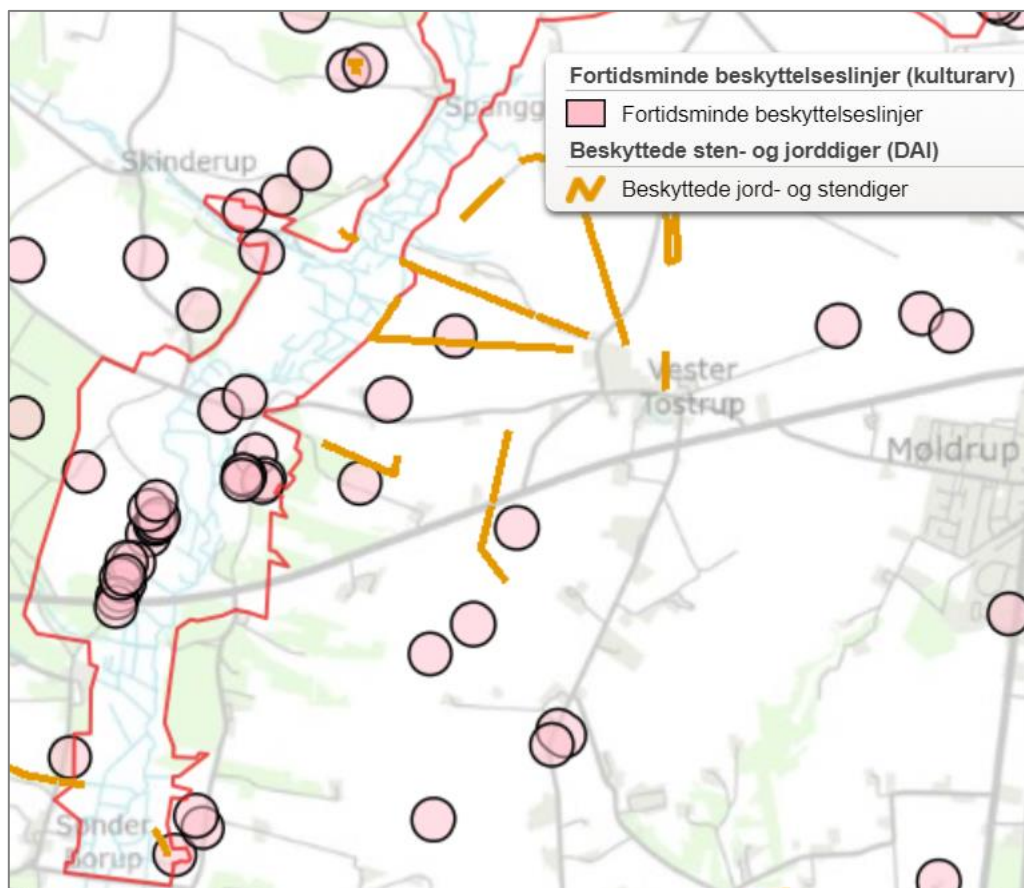 Fortidsminde beskyttelseslinjer (kulturarv)
Fortidsminde beskyttelseslinjer
Beskyttede sten- og jorddiger (DAI)
Beskyttede jord- og stendiger
Spangg
Skinderup
Vester
Tostrup
Møldrup
Sønder
Borup